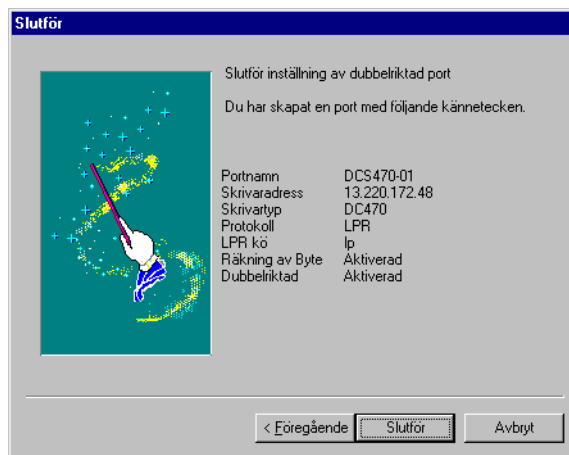 Slutför
Slutför inställning av dubbelriktad port
Du har skapat en port med följande kännetecken.
Portnamn DCS470-01
Skrivaradress 13.220.172.48
Skrivartyp DC470
Protokoll LPR
LPR kö lp
Räkning av Byte Aktiverad
Dubbelriktad Aktiverad
< Föregående Slutför Avbryt